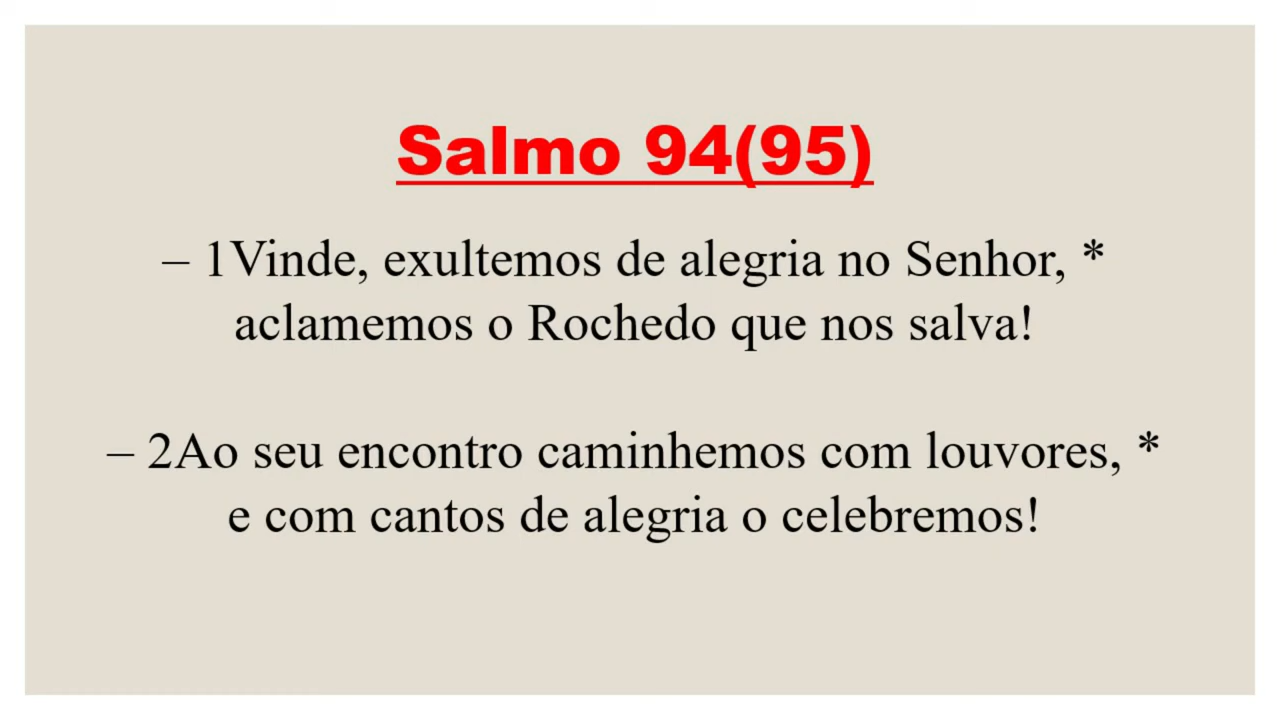 Salmo 94(95)
– 1Vinde, exultemos de alegria no Senhor, *
aclamemos o Rochedo que nos salva!
– 2Ao seu encontro caminhemos com louvores, *
e com cantos de alegria o celebremos!